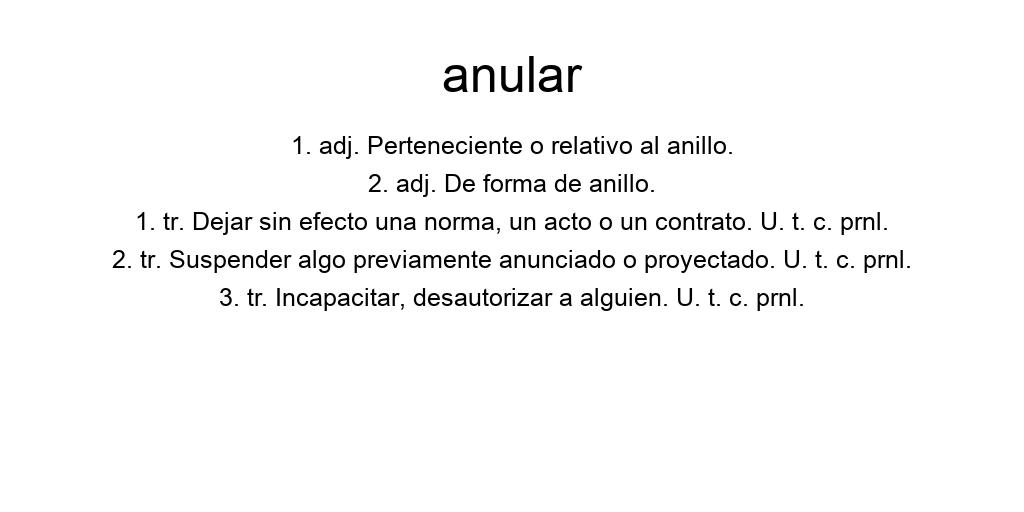 anular
1. adj. Perteneciente o relativo al anillo.
2. adj. De forma de anillo.
1. tr. Dejar sin efecto una norma, un acto o un contrato. U. t. c. prnl.
2. tr. Suspender algo previamente anunciado o proyectado. U. t. c. prnl.
3. tr. Incapacitar, desautorizar a alguien. U. t. c. prnl.